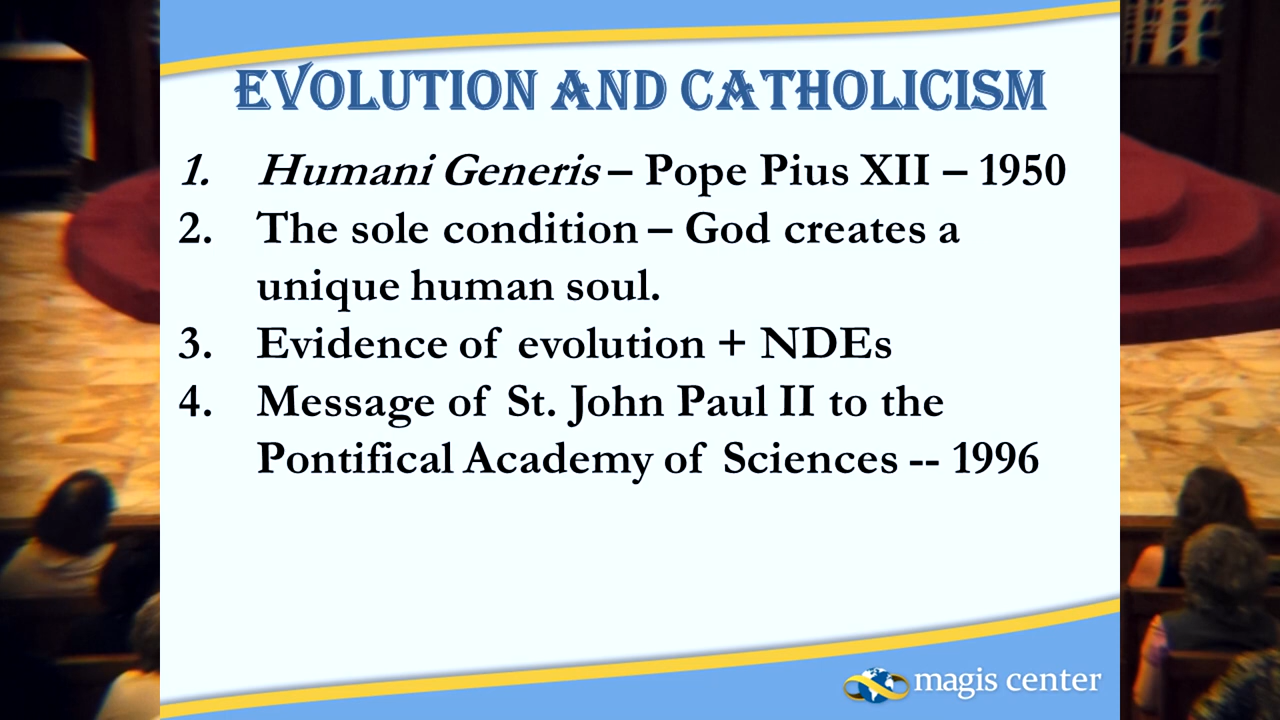 EVOLUTION AND CATHOLICISM
1. Humani Generis – Pope Pius XII – 1950
2. The sole condition – God creates a
unique human soul.
3. Evidence of evolution + NDEs
4. Message of St. John Paul II to the
Pontifical Academy of Sciences -- 1996
magis center